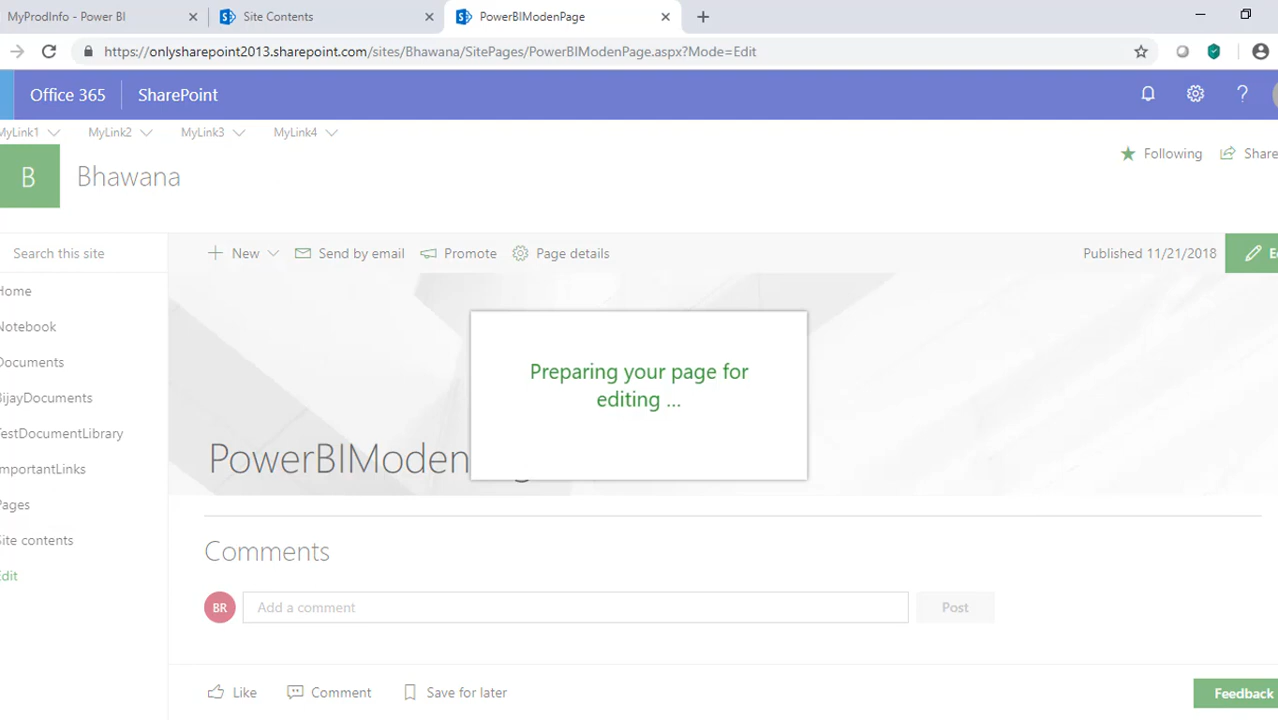 MyProdInfo - Power BI
Site Contents
PowerBIModenPage
https://onlysharepoint2013.sharepoint.com/sites/Bhawana/SitePages/PowerBIModenPage.aspx?Mode=Edit
Office 365
SharePoint
?
MyLink1
MyLink2
MyLink3
MyLink4
B
Bhawana
Following
Share
Search this site
New
Send by email
Promote
Page details
Published 11/21/2018
Home
Notebook
Documents
BijayDocuments
TestDocumentLibrary
ImportantLinks
Pages
Site contents
Edit
Preparing your page for
editing ...
PowerBIModen
Comments
BR
Add a comment
Post
Like
Comment
Save for later
Feedback